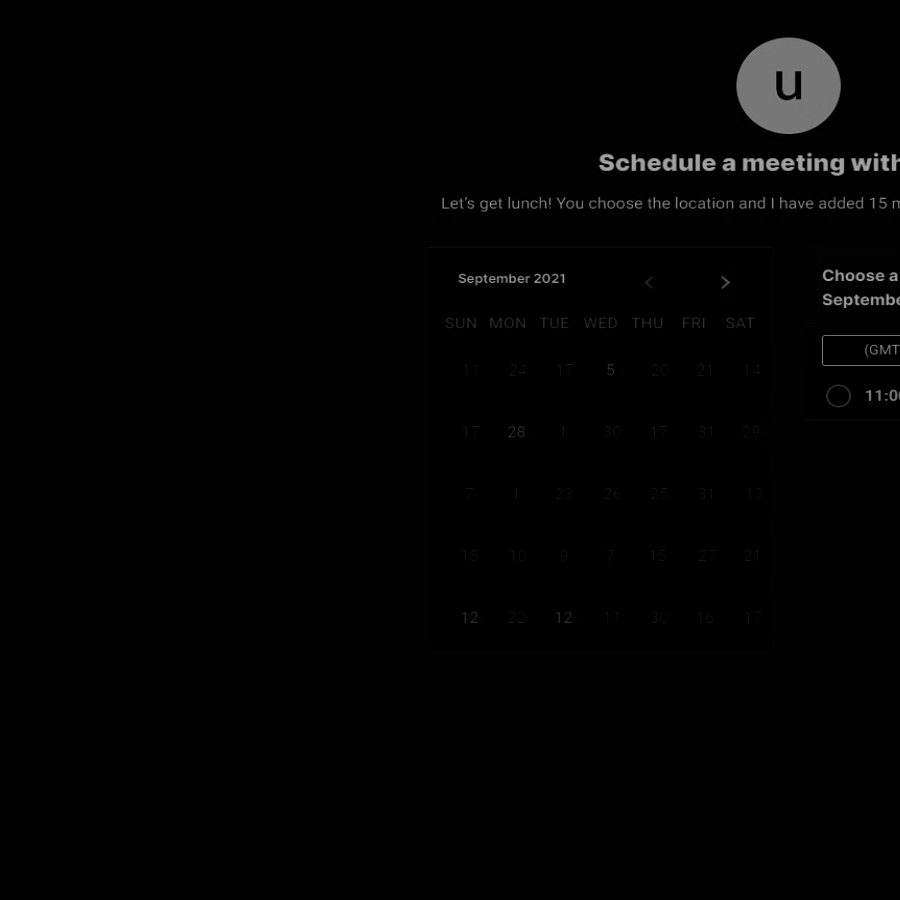 u
Schedule a meeting with
Let's get lunch! You choose the location and I have added 15 m
September 2021
SUN MON TUE WED THU FRI SAT
11 24 17 5 20 21 14
17 28 1 30 17 31 29
7 1 23 26 25 31 13
15 10 9 7 15 27 21
12 22 12 11 30 16 17
Choose a
Septembe
(GMT
11:00